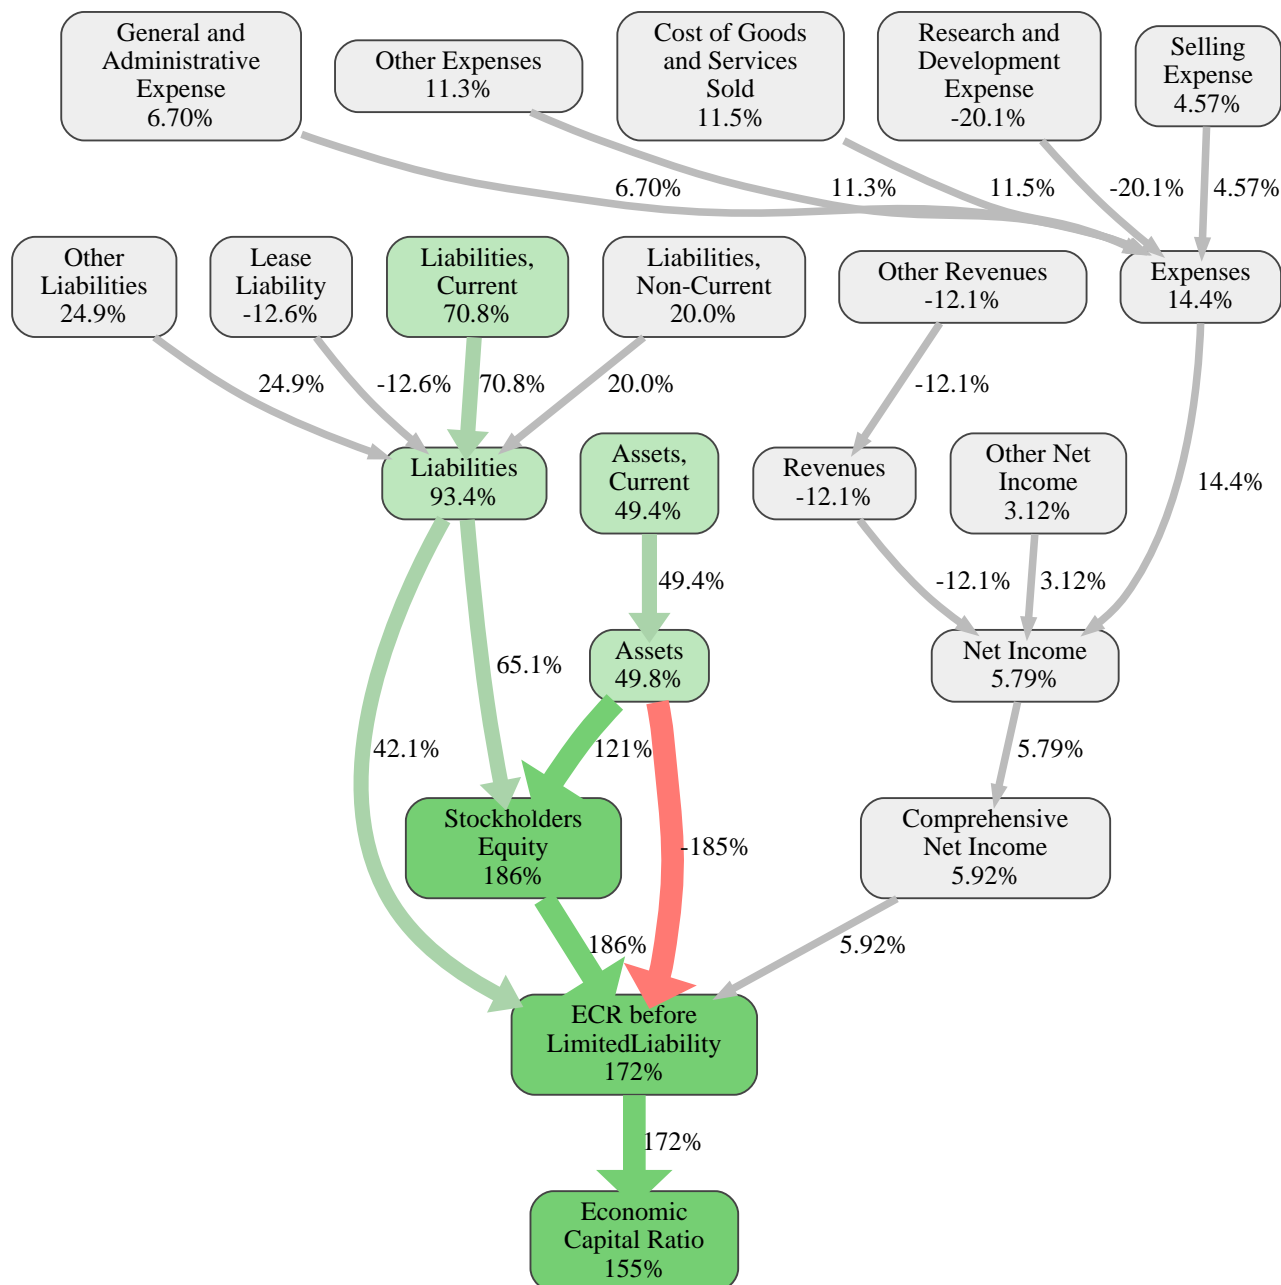 General and
Administrative
Expense
6.70%
Other Expenses
11.3%
Cost of Goods
and Services
Sold
11.5%
Research and
Development
Expense
-20.1%
Selling
Expense
4.57%
6.70%
11.3%
11.5%
-20.1%
4.57%
Other
Liabilities
24.9%
Lease
Liability
-12.6%
Liabilities,
Current
70.8%
Liabilities,
Non-Current
20.0%
Other Revenues
-12.1%
Expenses
14.4%
24.9%
-12.6%
70.8%
20.0%
-12.1%
Liabilities
93.4%
Assets,
Current
49.4%
Revenues
-12.1%
Other Net
Income
3.12%
14.4%
49.4%
-12.1%
3.12%
65.1%
Assets
49.8%
Net Income
5.79%
42.1%
121%
5.79%
Stockholders
Equity
186%
-185%
Comprehensive
Net Income
5.92%
186%
5.92%
ECR before
LimitedLiability
172%
172%
Economic
Capital Ratio
155%